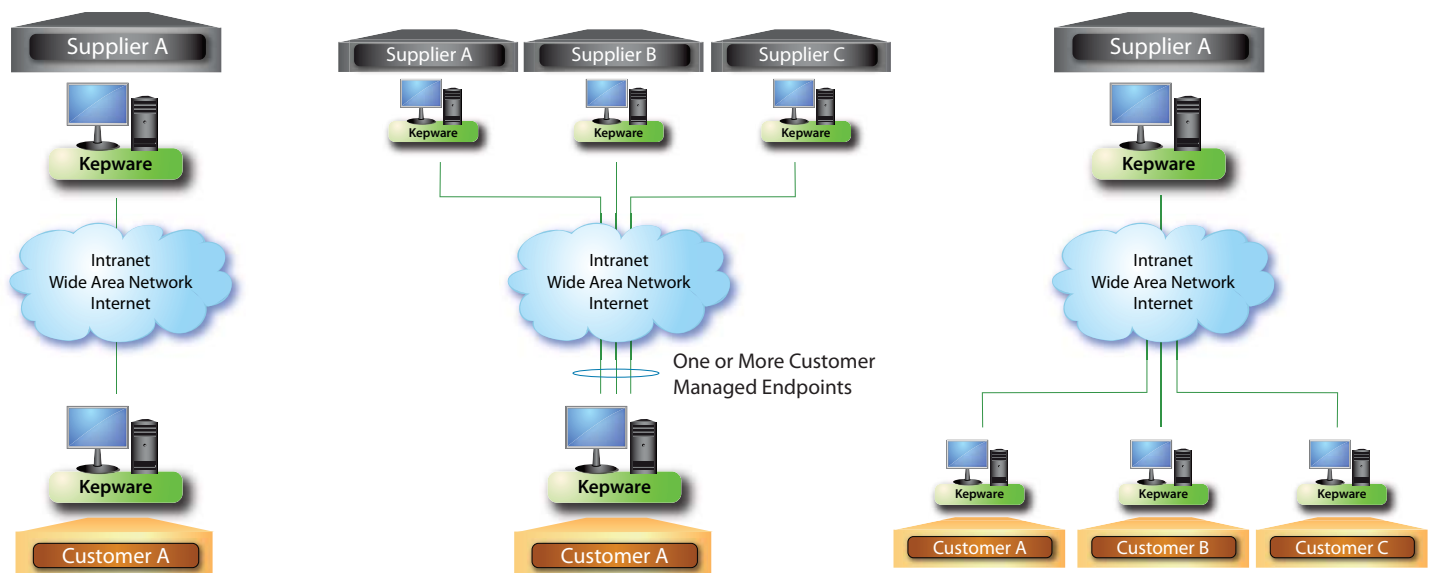 Supplier A
Kepware
Intranet
Wide Area Network
Internet
Kepware
Customer A
Supplier A
Supplier B
Supplier C
Kepware
Kepware
Kepware
Intranet
Wide Area Network
Internet
One or More Customer
Managed Endpoints
Kepware
Customer A
Supplier A
Kepware
Intranet
Wide Area Network
Internet
Kepware
Kepware
Kepware
Customer A
Customer B
Customer C